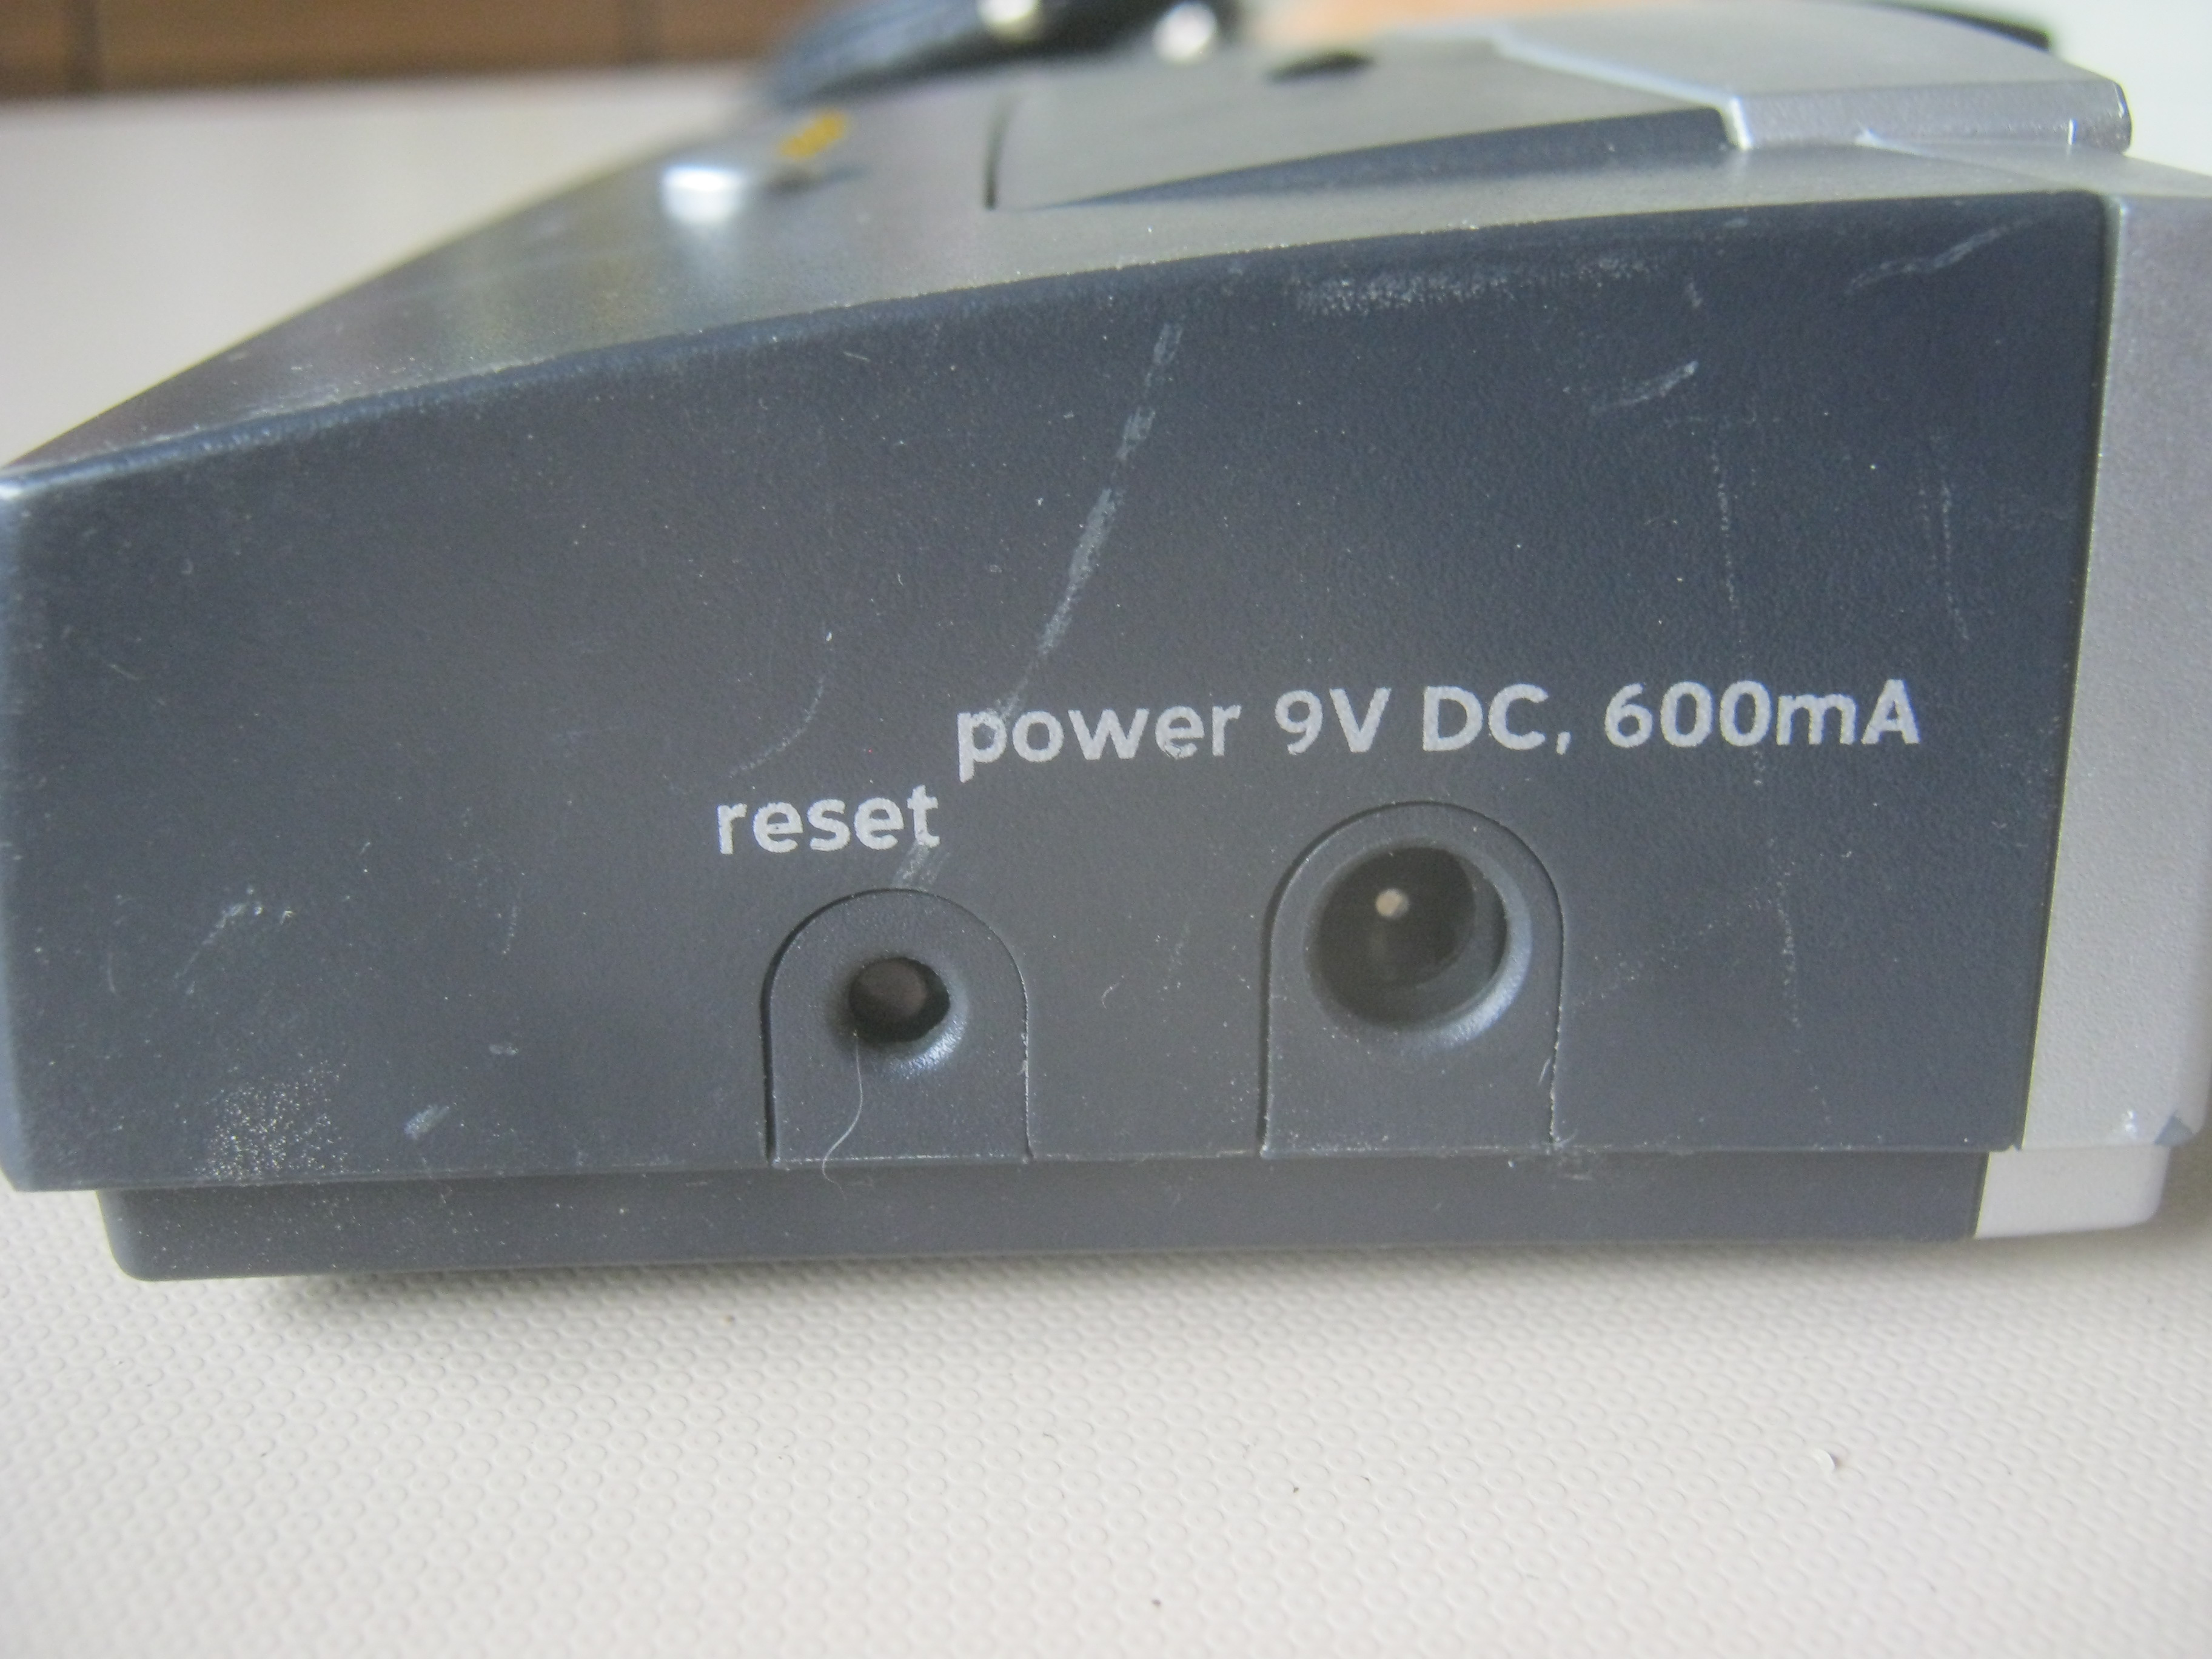 power 9V DC, 600mA
reset